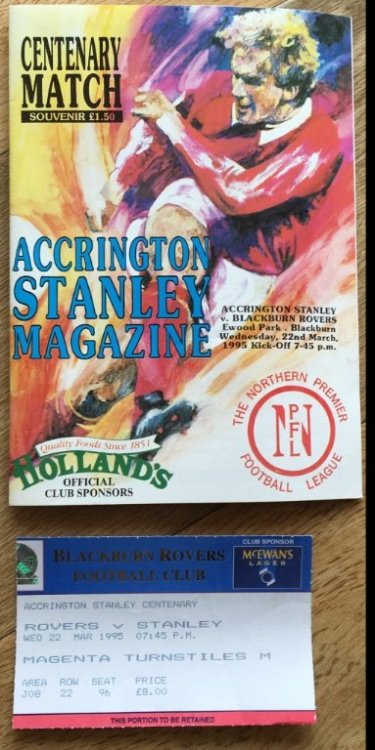 CENTENARY
MATCH
SOUVENIR £1.50
ACCRINGTON
STANLEY
MAGAZINE
ACCRINGTON STANLEY
v. BLACKBURN ROVERS
Ewood Park . Blackburn
Wednesday, 22nd March,
1995 Kick-Off 7-45 p.m.
THE NORTHERN PREMIER
NPFL
FOOTBALL LEAGUE
Quality Foods Since 1851
HOLLAND'S
OFFICIAL
CLUB SPONSORS
BLACKBURN ROVERS
FOOTBALL CLUB
CLUB SPONSOR
McEWAN'S
LAGER
ACCRINGTON STANLEY CENTENARY
ROVERS v STANLEY
WED 22 MAR 1995 07:45 P.M.
MAGENTA TURNSTILES M
AREA ROW SEAT PRICE
JOB 22 96 £8.00
THIS PORTION TO BE RETAINED